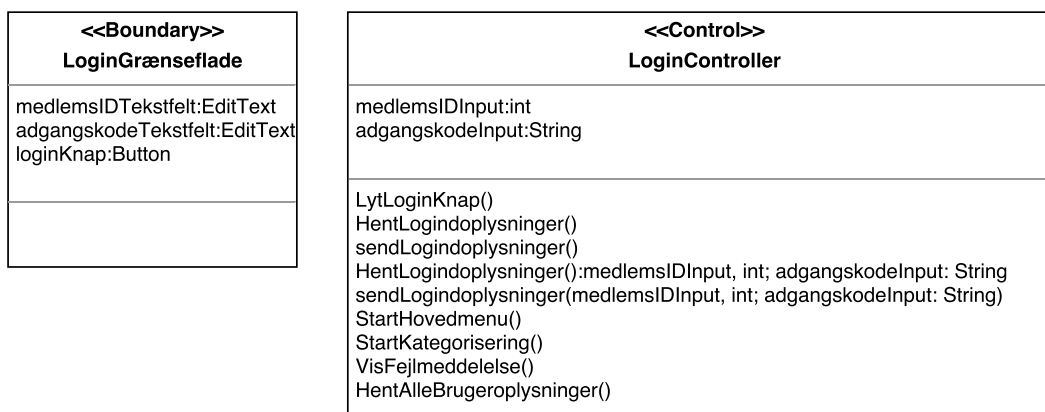 <<Boundary>>
LoginGrænseflade
medlemsIDTekstfelt:EditText
adgangskodeTekstfelt:EditText
loginKnap:Button
<<Control>>
LoginController
medlemsIDInput:int
adgangskodeInput:String
LytLoginKnap()
HentLogindoplysninger()
sendLogindoplysninger()
HentLogindoplysninger():medlemsIDInput, int; adgangskodeInput: String
sendLogindoplysninger(medlemsIDInput, int; adgangskodeInput: String)
StartHovedmenu()
StartKategorisering()
VisFejlmeddelelse()
HentAlleBrugeroplysninger()